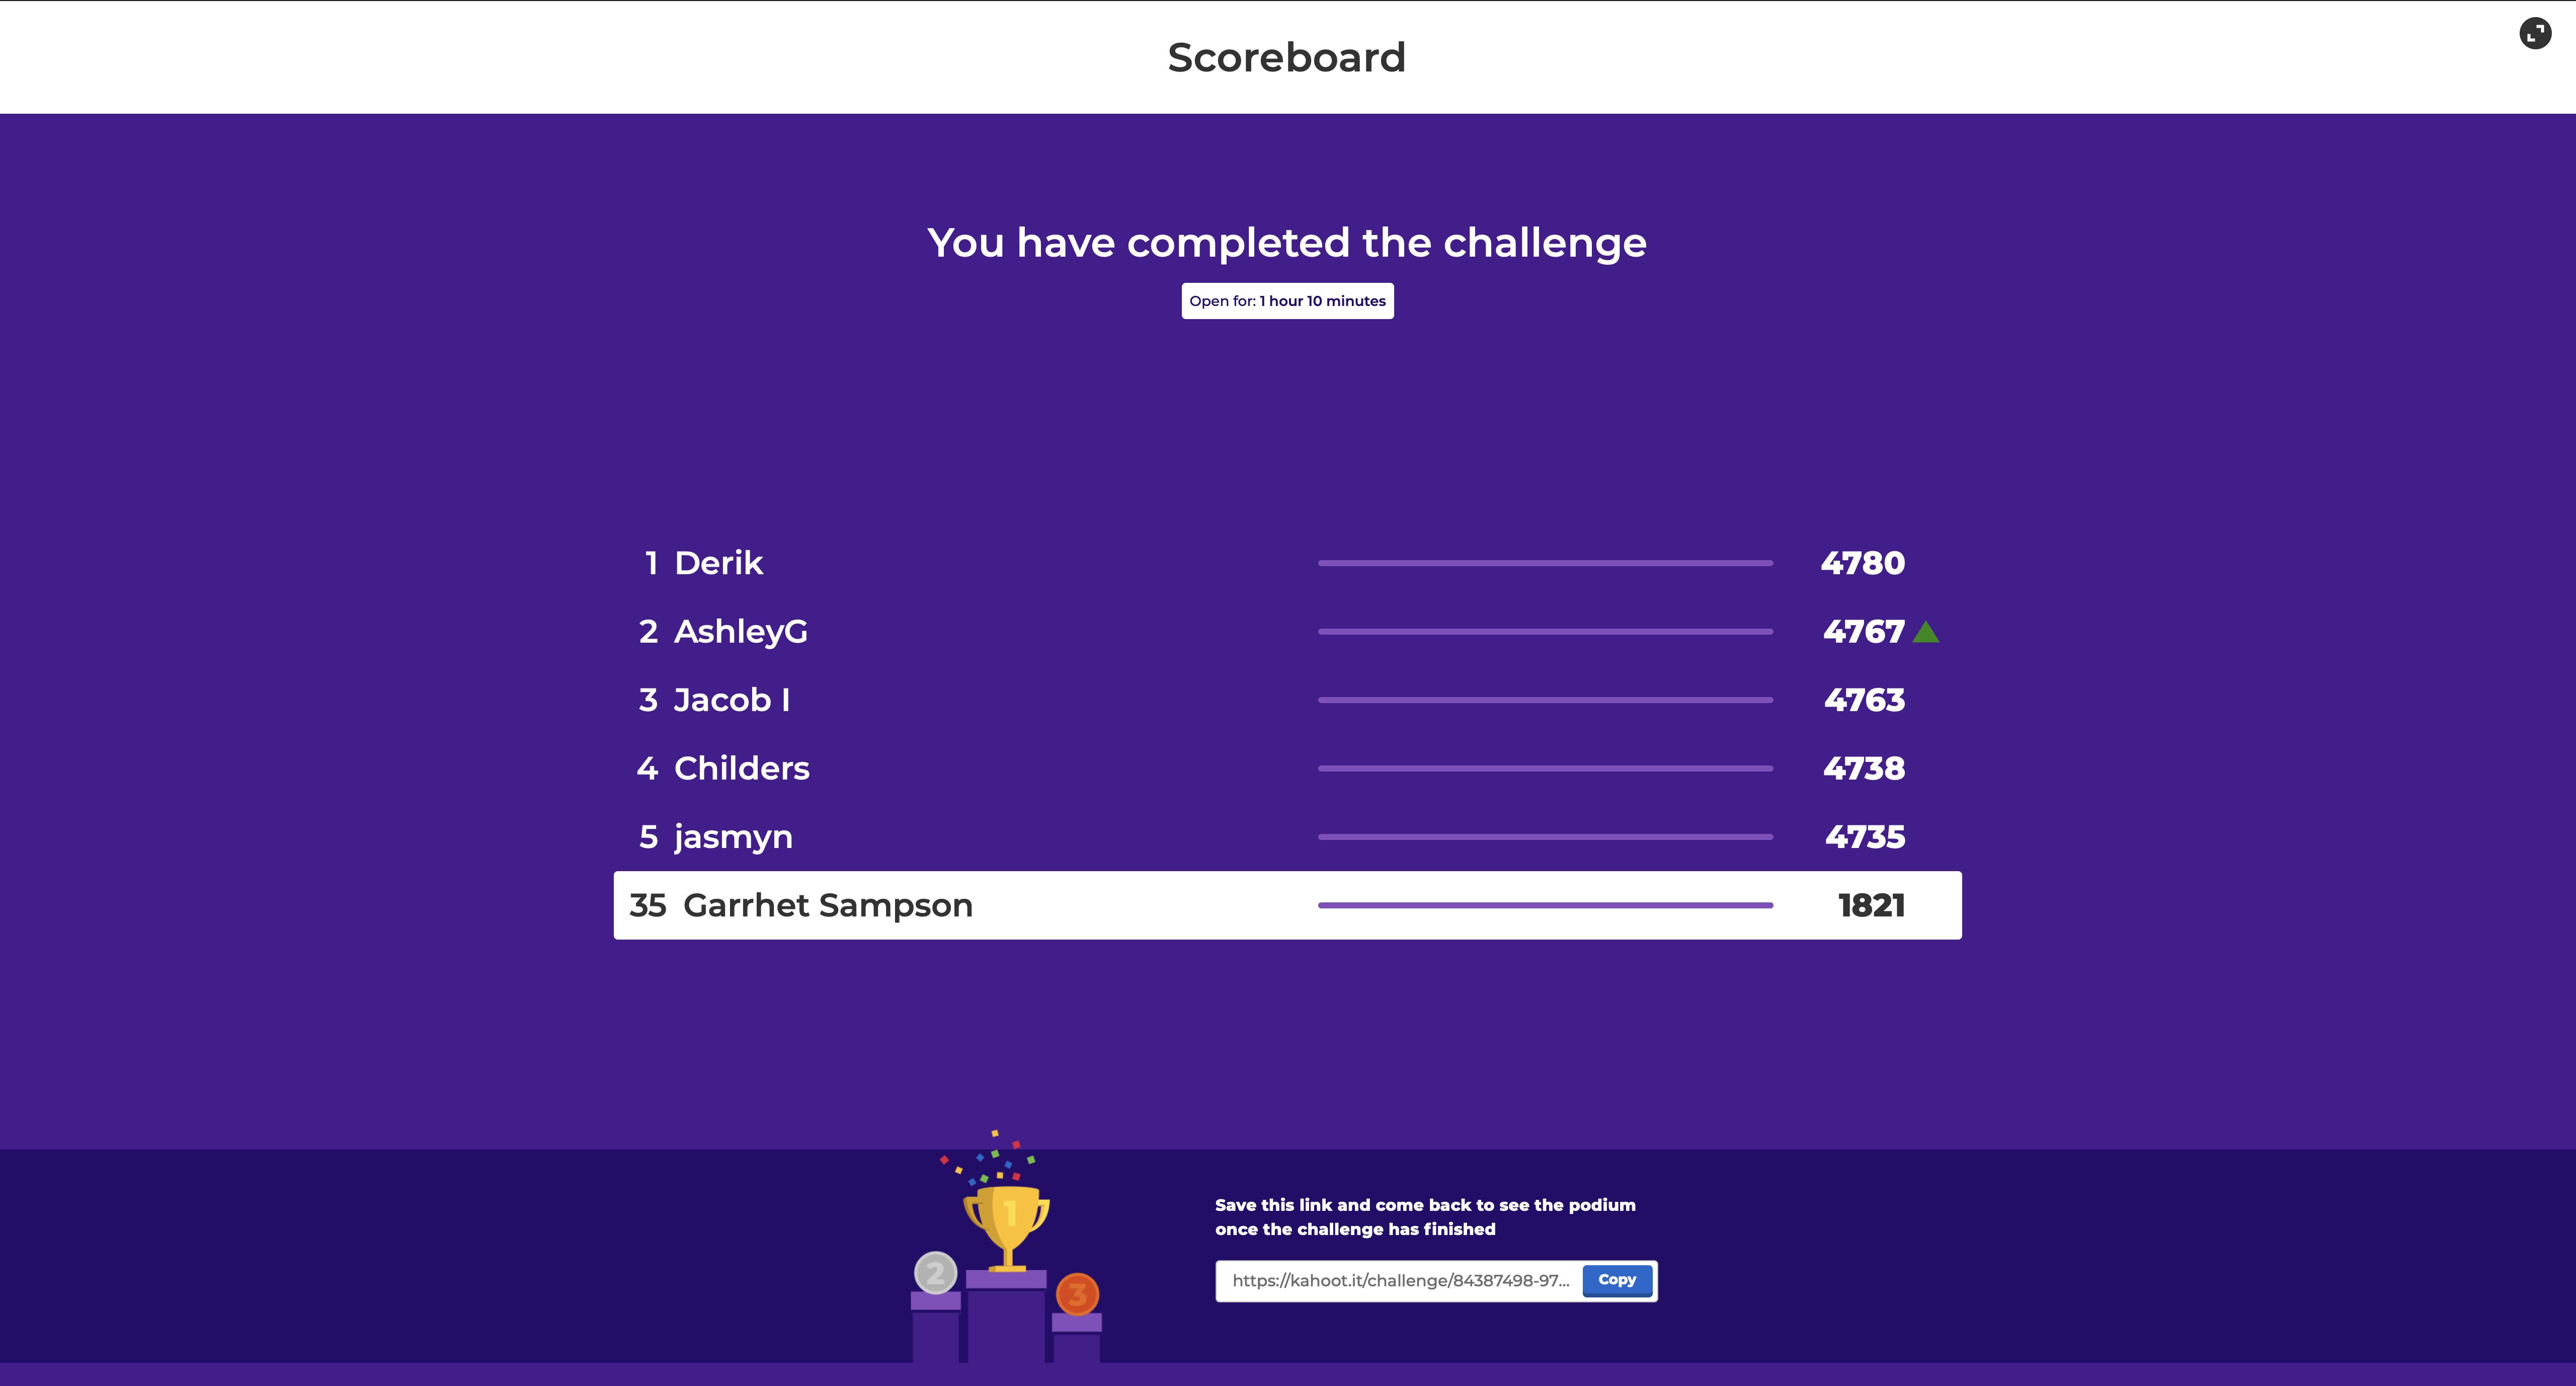 Scoreboard
You have completed the challenge
Open for: 1 hour 10 minutes
1 Derik 4780
2 AshleyG 4767
3 Jacob I 4763
4 Childers 4738
5 jasmyn 4735
35 Garrhet Sampson 1821
1
2
3
Save this link and come back to see the podium
once the challenge has finished
https://kahoot.it/challenge/84387498-97... Copy